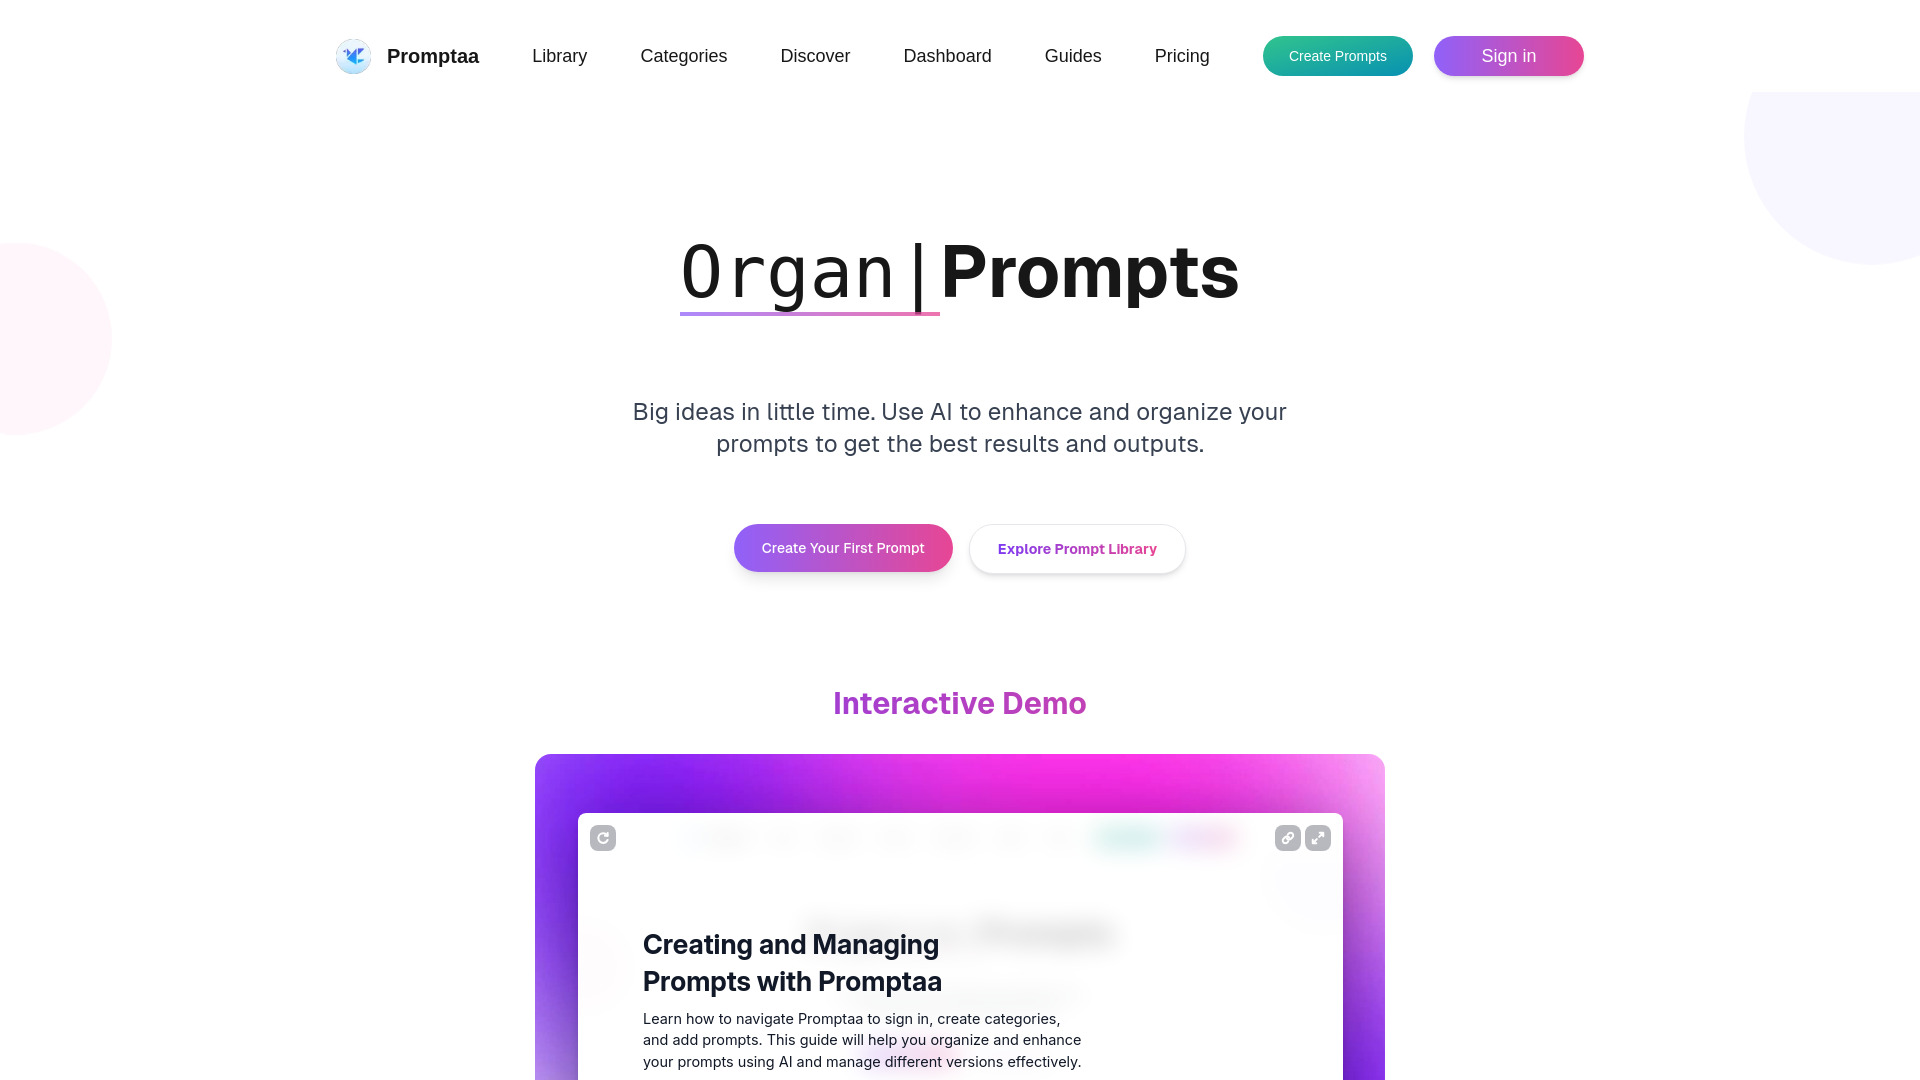 Promptaa
Library
Categories
Discover
Dashboard
Guides
Pricing
Create Prompts
Sign in
Organ|Prompts
Big ideas in little time. Use AI to enhance and organize your
prompts to get the best results and outputs.
Create Your First Prompt
Explore Prompt Library
Interactive Demo
Creating and Managing
Prompts with Promptaa
Learn how to navigate Promptaa to sign in, create categories,
and add prompts. This guide will help you organize and enhance
your prompts using AI and manage different versions effectively.